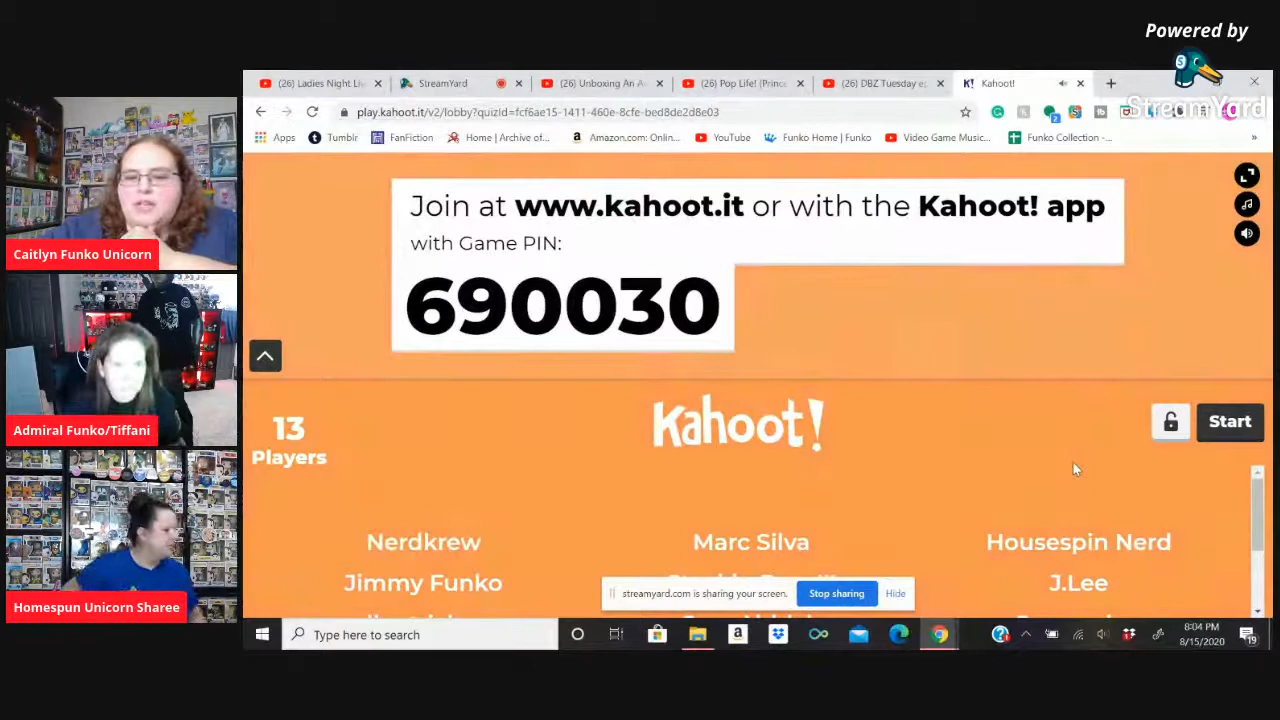 Powered by
StreamYard
(26) Ladies Night Liv
StreamYard
(26) Unboxing An A
(26) Pop Life! (Princ
(26) DBZ Tuesday e
Kahoot!
play.kahoot.it/v2/lobby?quizId=fcf6ae15-1411-460e-8cfe-bed8de2d8e03
Apps
Tumblr
FanFiction
Home | Archive of...
Amazon.com: Onlin...
YouTube
Funko Home | Funko
Video Game Music...
Funko Collection -...
Join at www.kahoot.it or with the Kahoot! app
with Game PIN:
690030
13
Players
Kahoot!
Start
Nerdkrew
Marc Silva
Housespin Nerd
Jimmy Funko
J.Lee
streamyard.com is sharing your screen.
Stop sharing
Hide
Caitlyn Funko Unicorn
Admiral Funko/Tiffani
Homespun Unicorn Sharee
Type here to search
8:04 PM
8/15/2020
19